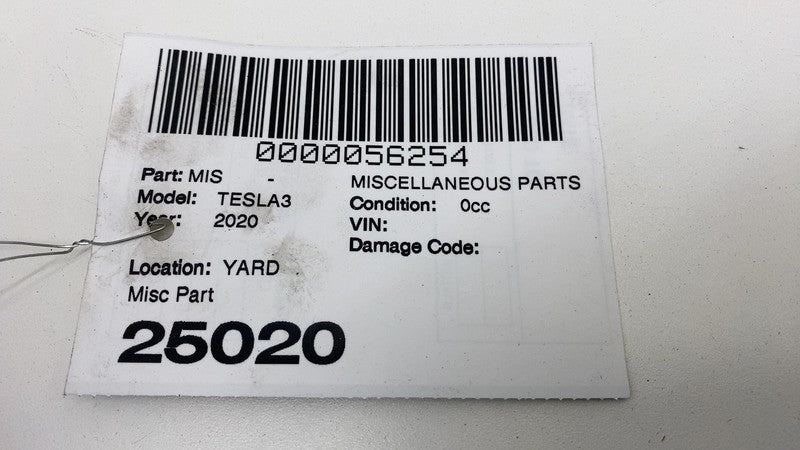 0000056254
Part: MIS - MISCELLANEOUS PARTS
Model: TESLA3 Condition: 0cc
Year: 2020 VIN:
Damage Code:
Location: YARD
Misc Part
25020